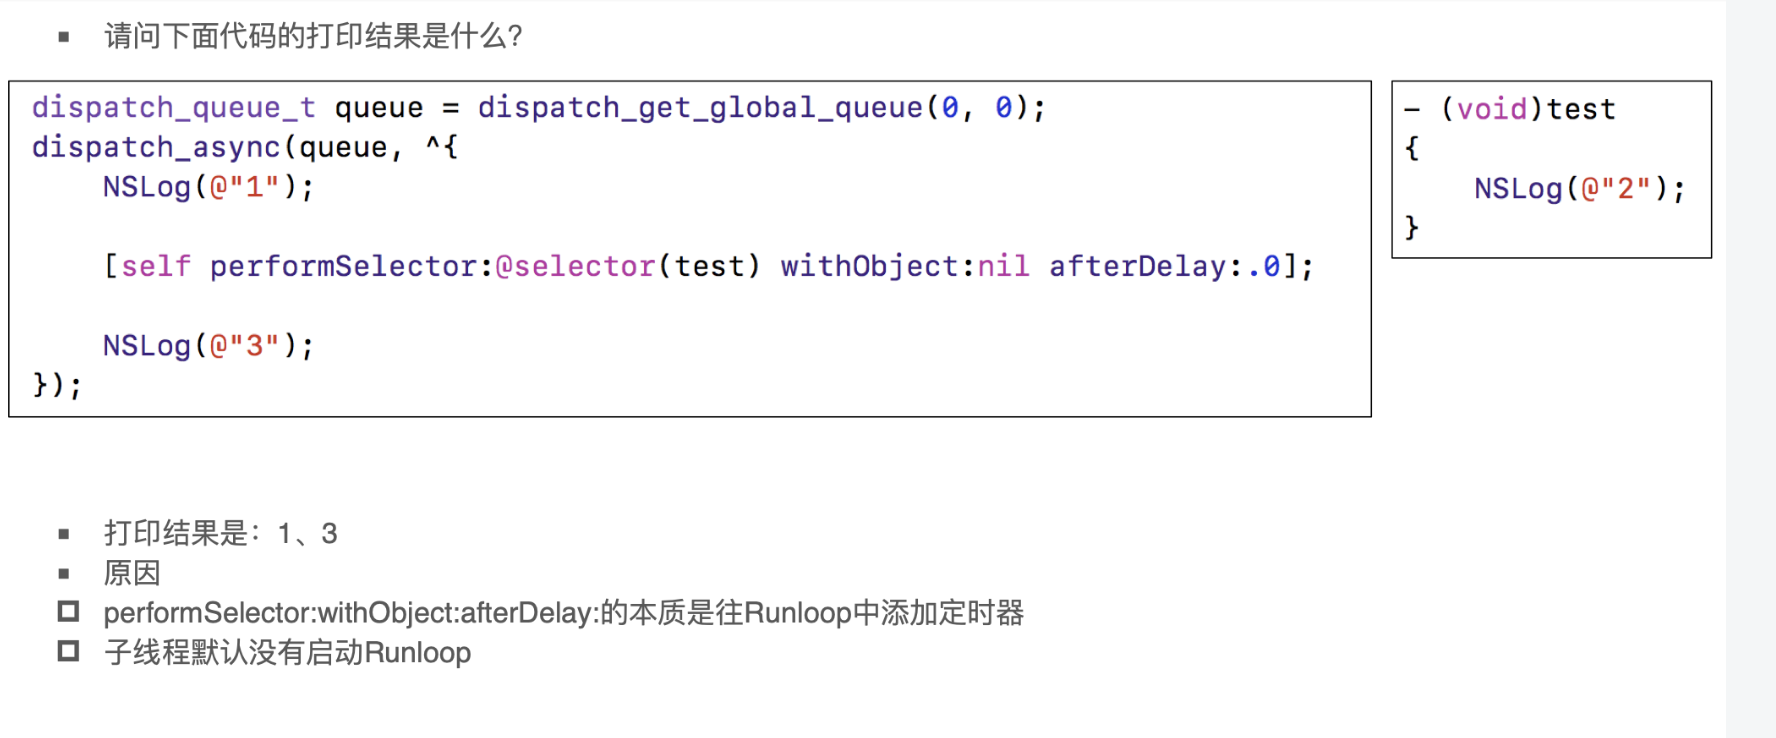 请问下面代码的打印结果是什么?
dispatch_queue_t queue = dispatch_get_global_queue(0, 0);
dispatch_async(queue, ^{
NSLog(@"1");
[self performSelector:@selector(test) withObject:nil afterDelay:.0];
NSLog(@"3");
});
- (void)test
{
NSLog(@"2");
}
打印结果是：1、3
原因
performSelector:withObject:afterDelay:的本质是往Runloop中添加定时器
子线程默认没有启动Runloop